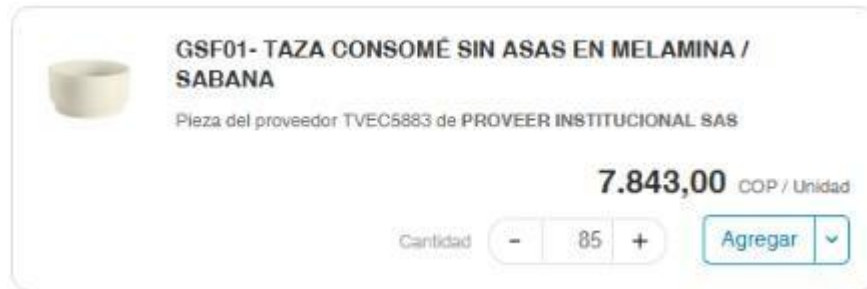 GSF01- TAZA CONSOMÉ SIN ASAS EN MELAMINA /
SABANA
Pieza del proveedor TVEC5883 de PROVEER INSTITUCIONAL SAS
7.843,00 COP / Unidad
Cantidad - 85 + Agregar